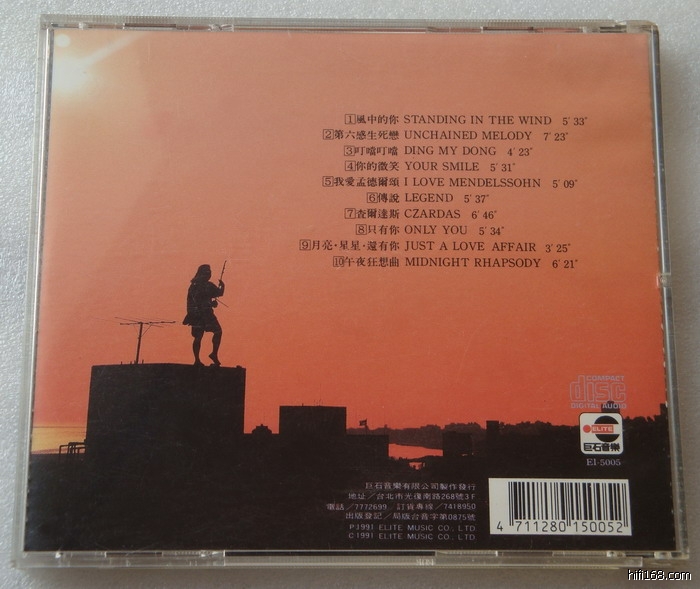 1風中的你 STANDING IN THE WIND 5′33″
2第六感生死戀 UNCHAINED MELODY 7′23″
3叮噹叮噹 DING MY DONG 4′23″
4你的微笑 YOUR SMILE 5′31″
5我愛孟德爾頌 I LOVE MENDELSSOHN 5′09″
6傳說 LEGEND 5′37″
7查爾達斯 CZARDAS 6′46″
8只有你 ONLY YOU 5′34″
9月亮·星星·還有你 JUST A LOVE AFFAIR 3′25″
10午夜狂想曲 MIDNIGHT RHAPSODY 6′21″
COMPACT
disc
DIGITAL AUDIO
ELITE
巨石音樂
EI-5005
巨石音樂有限公司製作發行
地址/台北市光復南路268號3F
電話/7772699/訂貨專線/7418950
出版登記/局版台音字第0875號
P1991 ELITE MUSIC CO., LTD
C1991 ELITE MUSIC CO., LTD.
4 711280 150052
hifi168.com